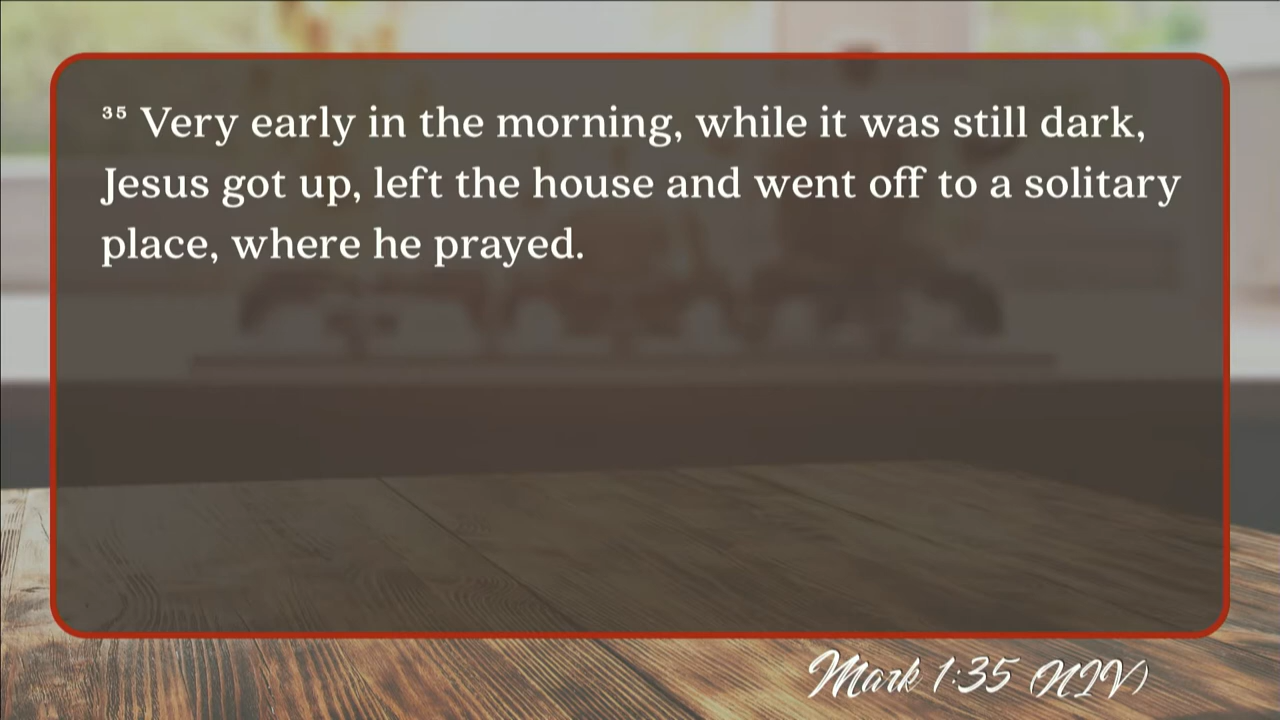 ³⁵ Very early in the morning, while it was still dark,
Jesus got up, left the house and went off to a solitary
place, where he prayed.
Mark 1:35 (NIV)